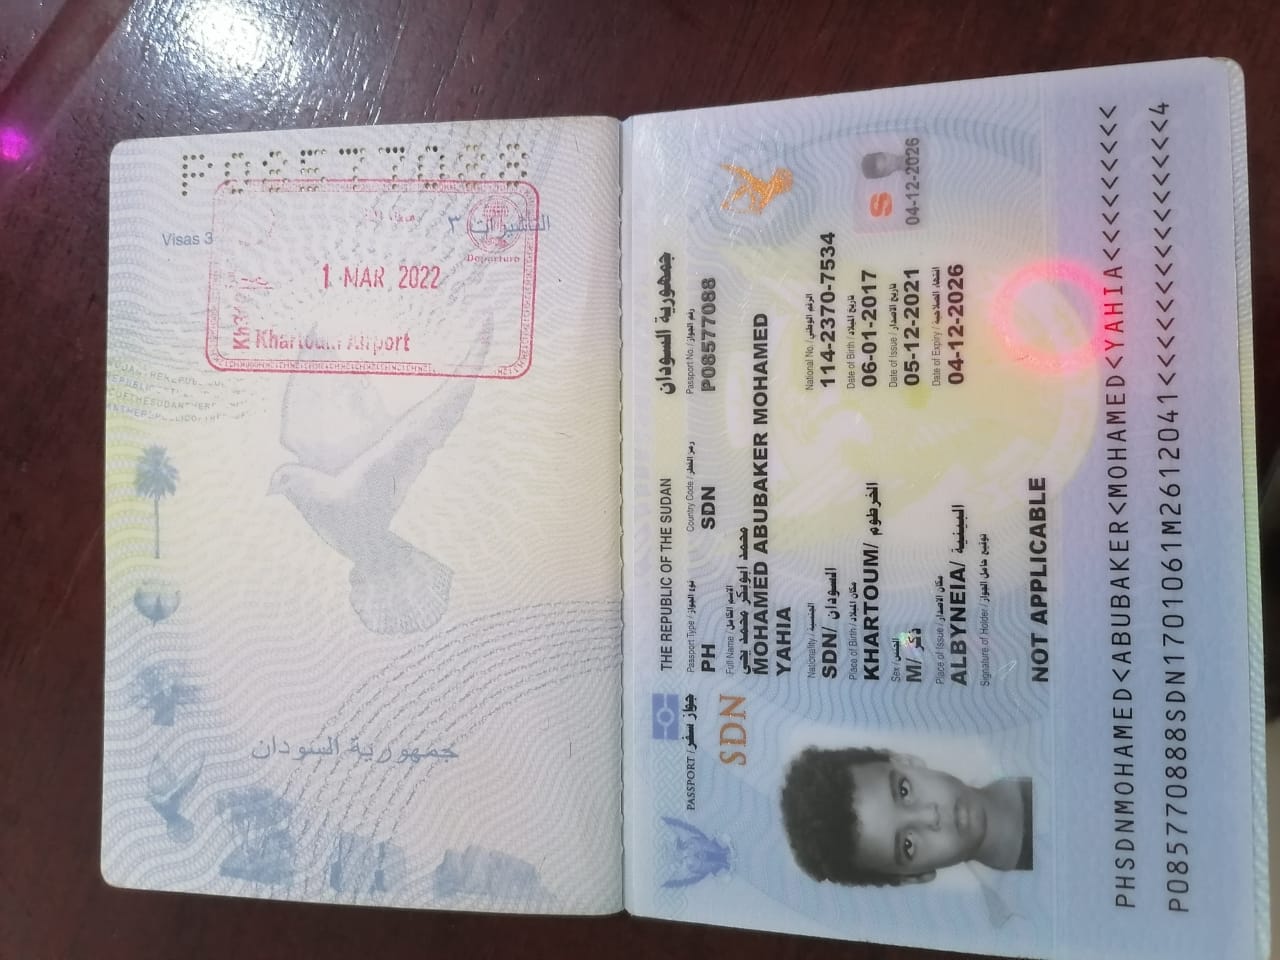 P08577088
Visas 3
التأشيرات ٣
Departure
1 MAR 2022
Khartoum Airport
جمهورية السودان
THE REPUBLIC OF THE SUDAN
جمهورية السودان
PASSPORT / جواز سفر
SDN
Passport Type / نوع الجواز
Country Code / رمز القطر
Passport No. / رقم الجواز
PH
SDN
P08577088
Full Name / الاسم الكامل
محمد ابوبكر محمد يحي
MOHAMED ABUBAKER MOHAMED
YAHIA
Nationality / الجنسية
National No. / الرقم الوطني
SDN/ السودان
114-2370-7534
Place of Birth / مكان الميلاد
Date of Birth / تاريخ الميلاد
KHARTOUM/ الخرطوم
06-01-2017
Sex / الجنس
Date of Issue / تاريخ الاصدار
M/ ذكر
05-12-2021
Place of Issue / مكان الاصدار
Date of Expiry / انتهاء الصلاحية
ALBYNEIA/ البينية
04-12-2026
Signature of Holder / توقيع حامل الجواز
NOT APPLICABLE
S
04-12-2026
PHSDNMOHAMED<ABUBAKER<MOHAMED<YAHIA<<<<<<<<<
P085770888SDN1701061M2612041<<<<<<<<<<<<<<<4